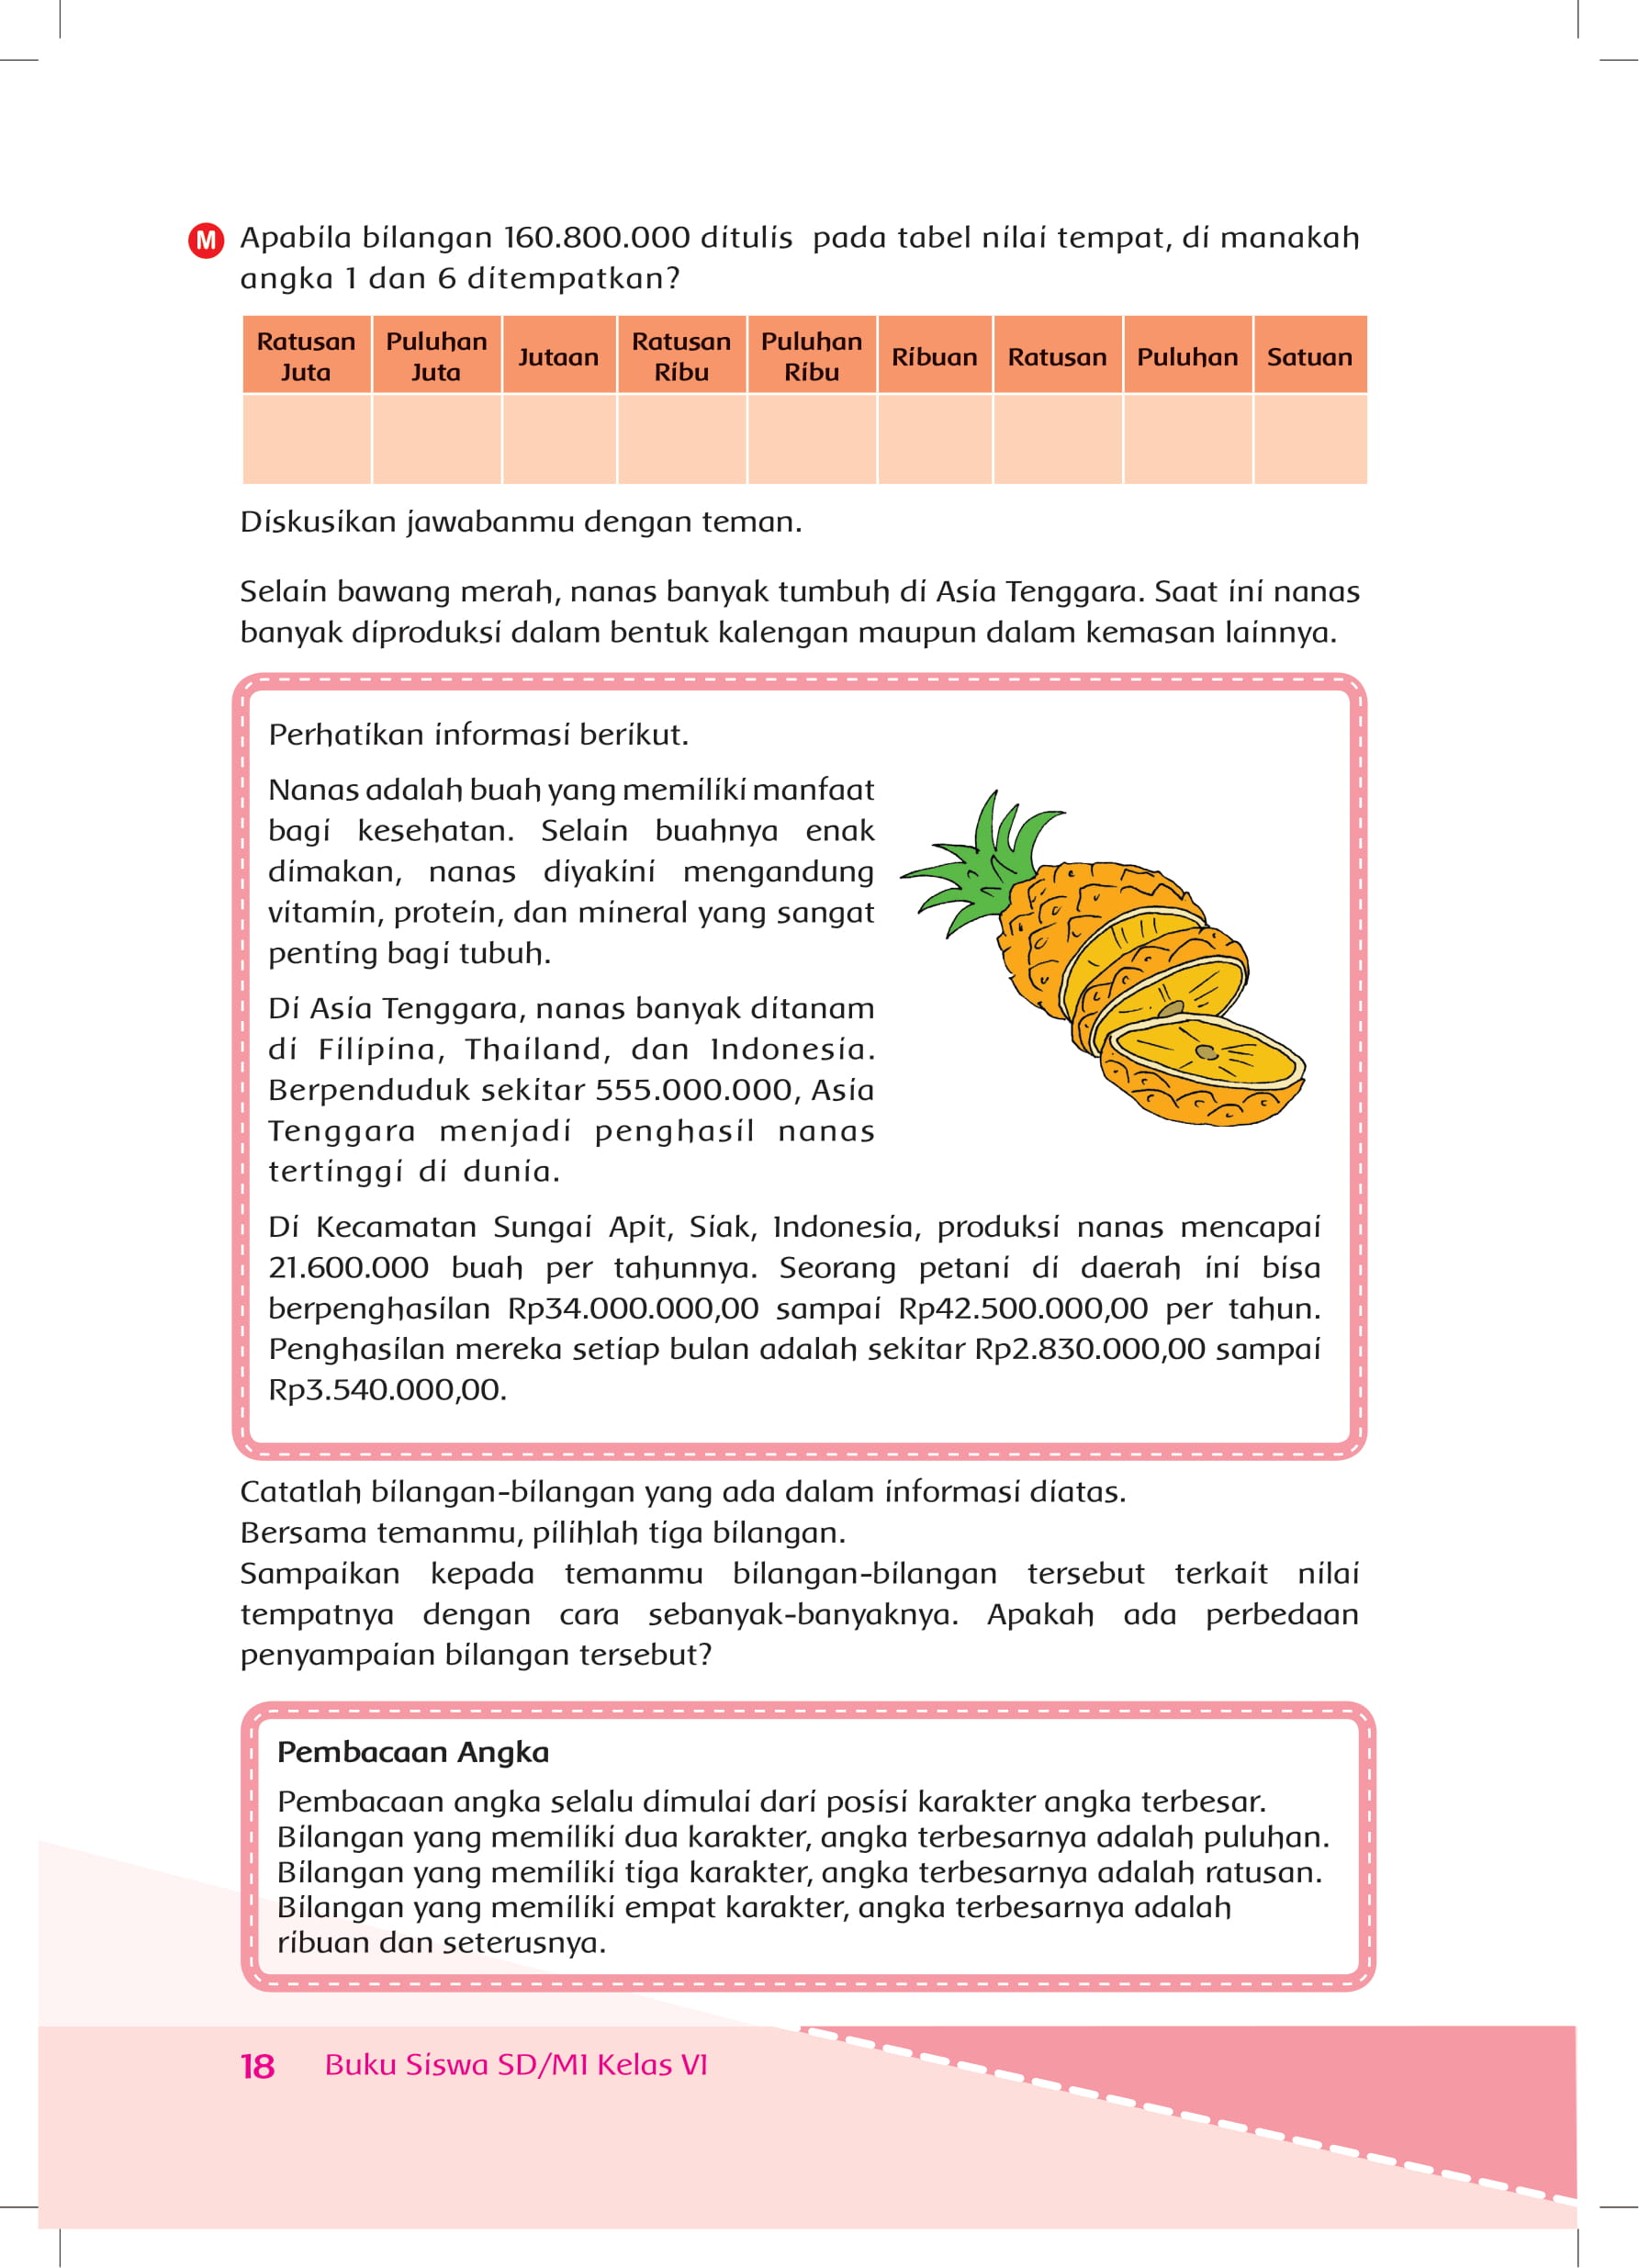 M Apabila bilangan 160.800.000 ditulis pada tabel nilai tempat, di manakah
angka 1 dan 6 ditempatkan?
Ratusan Juta Puluhan Juta Jutaan Ratusan Ribu Puluhan Ribu Ribuan Ratusan Puluhan Satuan
Diskusikan jawabanmu dengan teman.
Selain bawang merah, nanas banyak tumbuh di Asia Tenggara. Saat ini nanas
banyak diproduksi dalam bentuk kalengan maupun dalam kemasan lainnya.
Perhatikan informasi berikut.
Nanas adalah buah yang memiliki manfaat
bagi kesehatan. Selain buahnya enak
dimakan, nanas diyakini mengandung
vitamin, protein, dan mineral yang sangat
penting bagi tubuh.
Di Asia Tenggara, nanas banyak ditanam
di Filipina, Thailand, dan Indonesia.
Berpenduduk sekitar 555.000.000, Asia
Tenggara menjadi penghasil nanas
tertinggi di dunia.
Di Kecamatan Sungai Apit, Siak, Indonesia, produksi nanas mencapai
21.600.000 buah per tahunnya. Seorang petani di daerah ini bisa
berpenghasilan Rp34.000.000,00 sampai Rp42.500.000,00 per tahun.
Penghasilan mereka setiap bulan adalah sekitar Rp2.830.000,00 sampai
Rp3.540.000,00.
Catatlah bilangan-bilangan yang ada dalam informasi diatas.
Bersama temanmu, pilihlah tiga bilangan.
Sampaikan kepada temanmu bilangan-bilangan tersebut terkait nilai
tempatnya dengan cara sebanyak-banyaknya. Apakah ada perbedaan
penyampaian bilangan tersebut?
Pembacaan Angka
Pembacaan angka selalu dimulai dari posisi karakter angka terbesar.
Bilangan yang memiliki dua karakter, angka terbesarnya adalah puluhan.
Bilangan yang memiliki tiga karakter, angka terbesarnya adalah ratusan.
Bilangan yang memiliki empat karakter, angka terbesarnya adalah
ribuan dan seterusnya.
18 Buku Siswa SD/MI Kelas VI